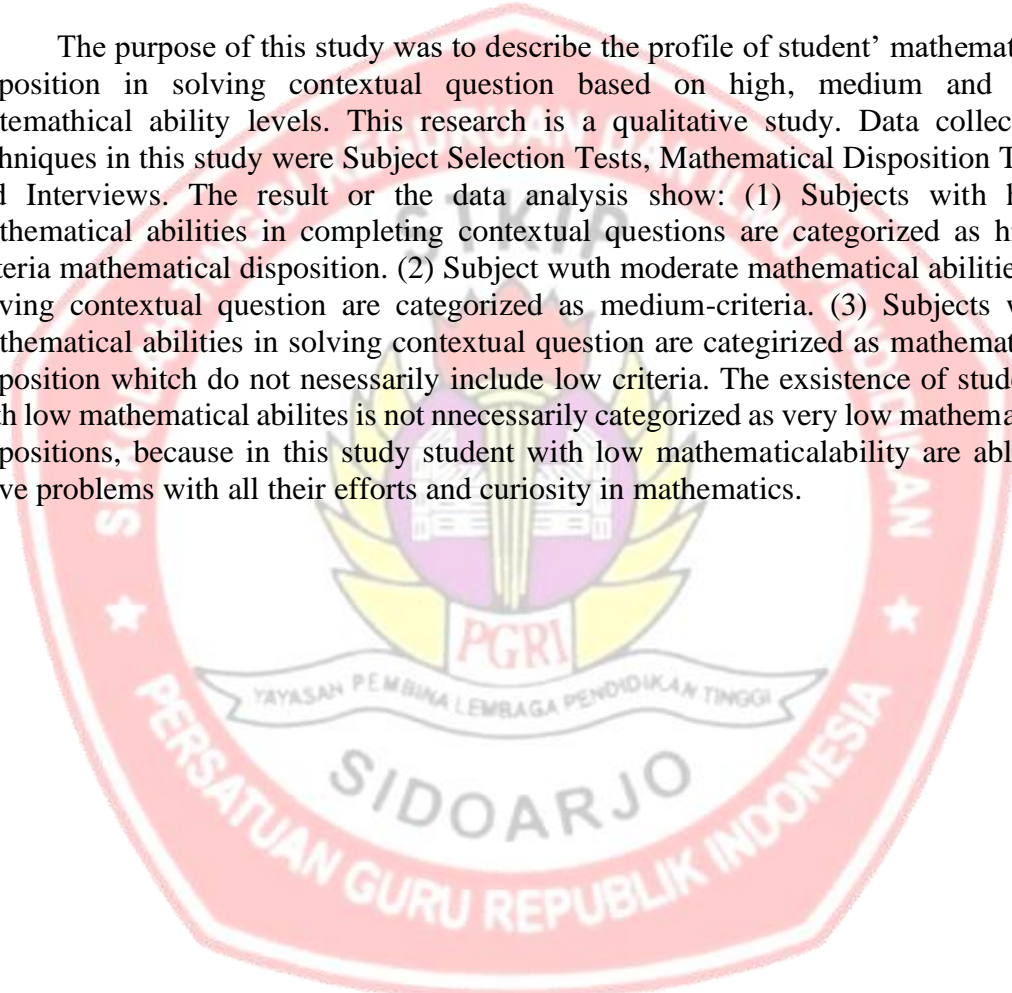 The purpose of this study was to describe the profile of student’ mathemat
position in solving contextual question based on high, medium and
temathical ability levels. This research is a qualitative study. Data collec
hniques in this study were Subject Selection Tests, Mathematical Disposition T
d Interviews. The result or the data analysis show: (1) Subjects with h
thematical abilities in completing contextual questions are categorized as hi
teria mathematical disposition. (2) Subject wuth moderate mathematical abilitie
ving contextual question are categorized as medium-criteria. (3) Subjects w
thematical abilities in solving contextual question are categirized as mathemat
position whitch do not nesessarily include low criteria. The exsistence of stude
th low mathematical abilites is not nnecessarily categorized as very low mathema
positions, because in this study student with low mathematicalability are abl
ve problems with all their efforts and curiosity in mathematics.
STKIP
PGRI
YAYASAN PEMBINA LEMBAGA PENDIDIKAN TINGGI
SIDOARJO
PERSATUAN GURU REPUBLIK INDONESIA